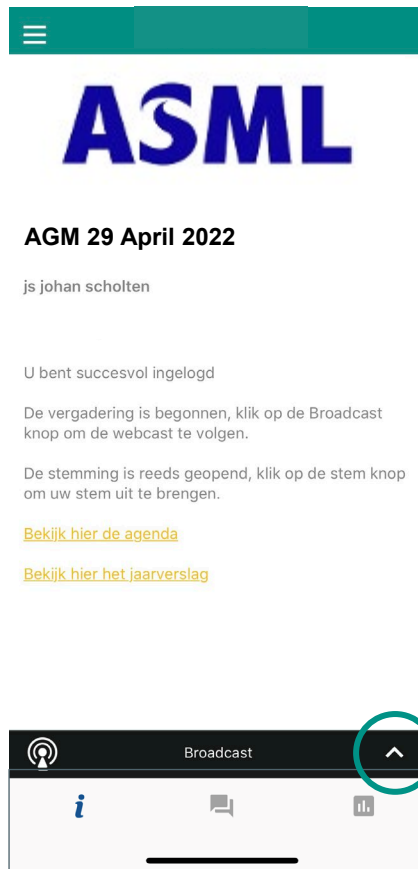 ASML
AGM 29 April 2022
js johan scholten
U bent succesvol ingelogd
De vergadering is begonnen, klik op de Broadcast
knop om de webcast te volgen.
De stemming is reeds geopend, klik op de stem knop
om uw stem uit te brengen.
Bekijk hier de agenda
Bekijk hier het jaarverslag
Broadcast
i